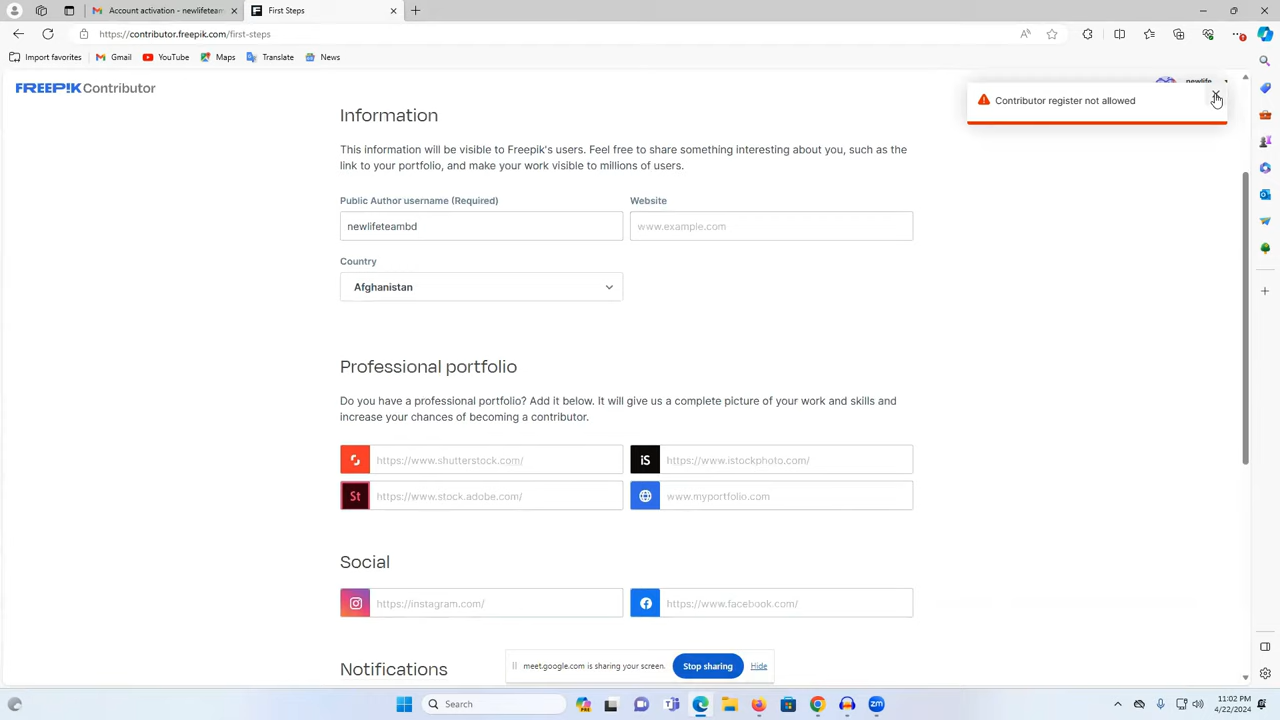 Account activation - newlifeteam
First Steps
https://contributor.freepik.com/first-steps
Import favorites
Gmail
YouTube
Maps
Translate
News
FREEPIK Contributor
Contributor register not allowed
Information
This information will be visible to Freepik's users. Feel free to share something interesting about you, such as the
link to your portfolio, and make your work visible to millions of users.
Public Author username (Required)
Website
newlifeteambd
www.example.com
Country
Afghanistan
Professional portfolio
Do you have a professional portfolio? Add it below. It will give us a complete picture of your work and skills and
increase your chances of becoming a contributor.
https://www.shutterstock.com/
iS
https://www.istockphoto.com/
St
https://www.stock.adobe.com/
www.myportfolio.com
Social
https://instagram.com/
https://www.facebook.com/
Notifications
meet.google.com is sharing your screen.
Stop sharing
Hide
Search
11:02 PM
4/22/2024